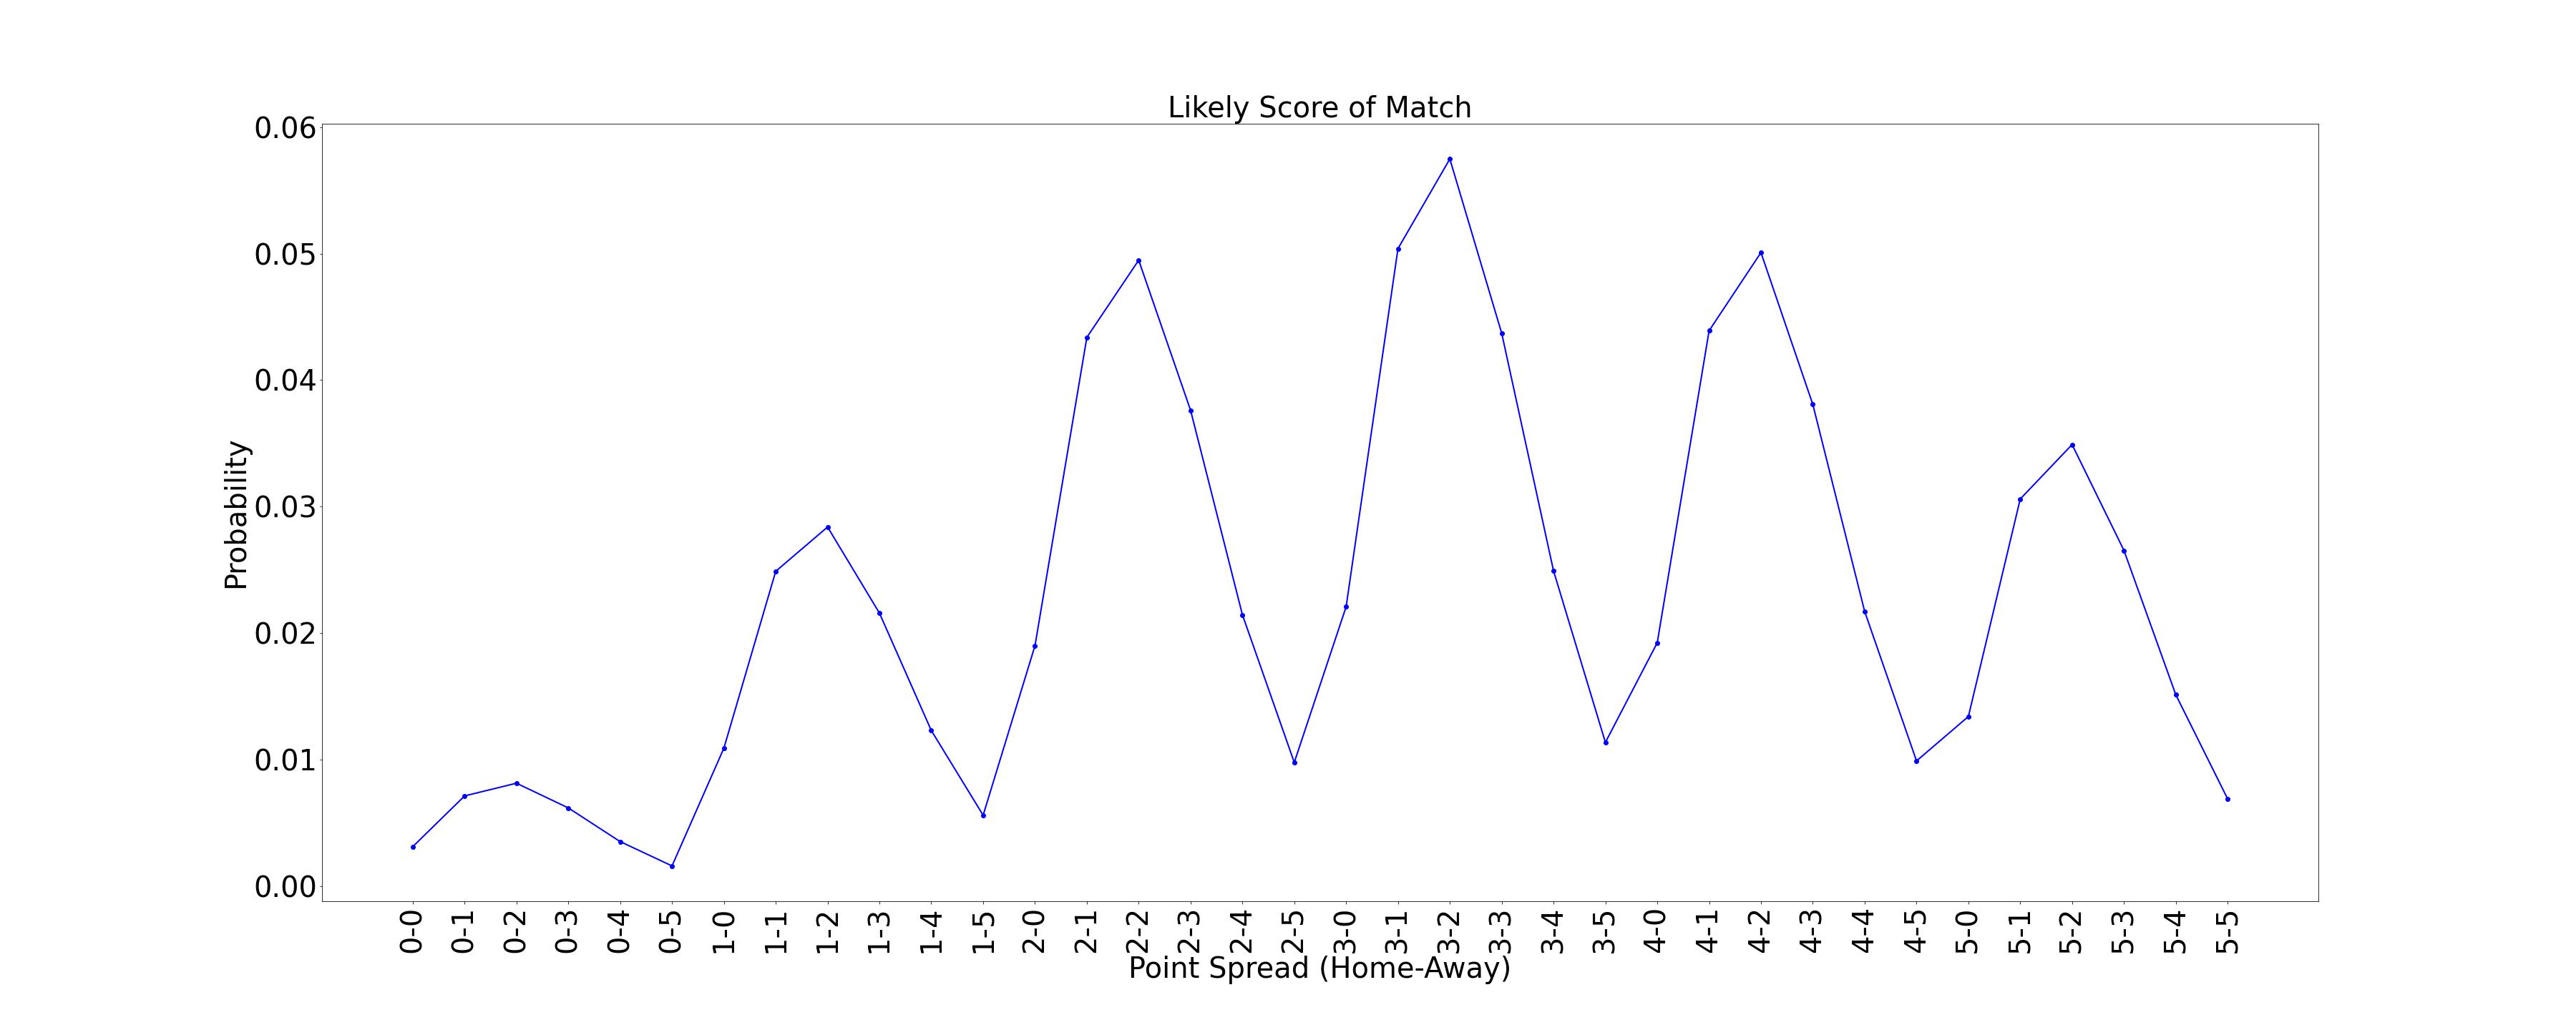 Likely Score of Match
0.06
0.05
0.04
0.03
0.02
0.01
0.00
Probability
0-0 0-1 0-2 0-3 0-4 0-5 1-0 1-1 1-2 1-3 1-4 1-5 2-0 2-1 2-2 2-3 2-4 2-5 3-0 3-1 3-2 3-3 3-4 3-5 4-0 4-1 4-2 4-3 4-4 4-5 5-0 5-1 5-2 5-3 5-4 5-5
Point Spread (Home-Away)